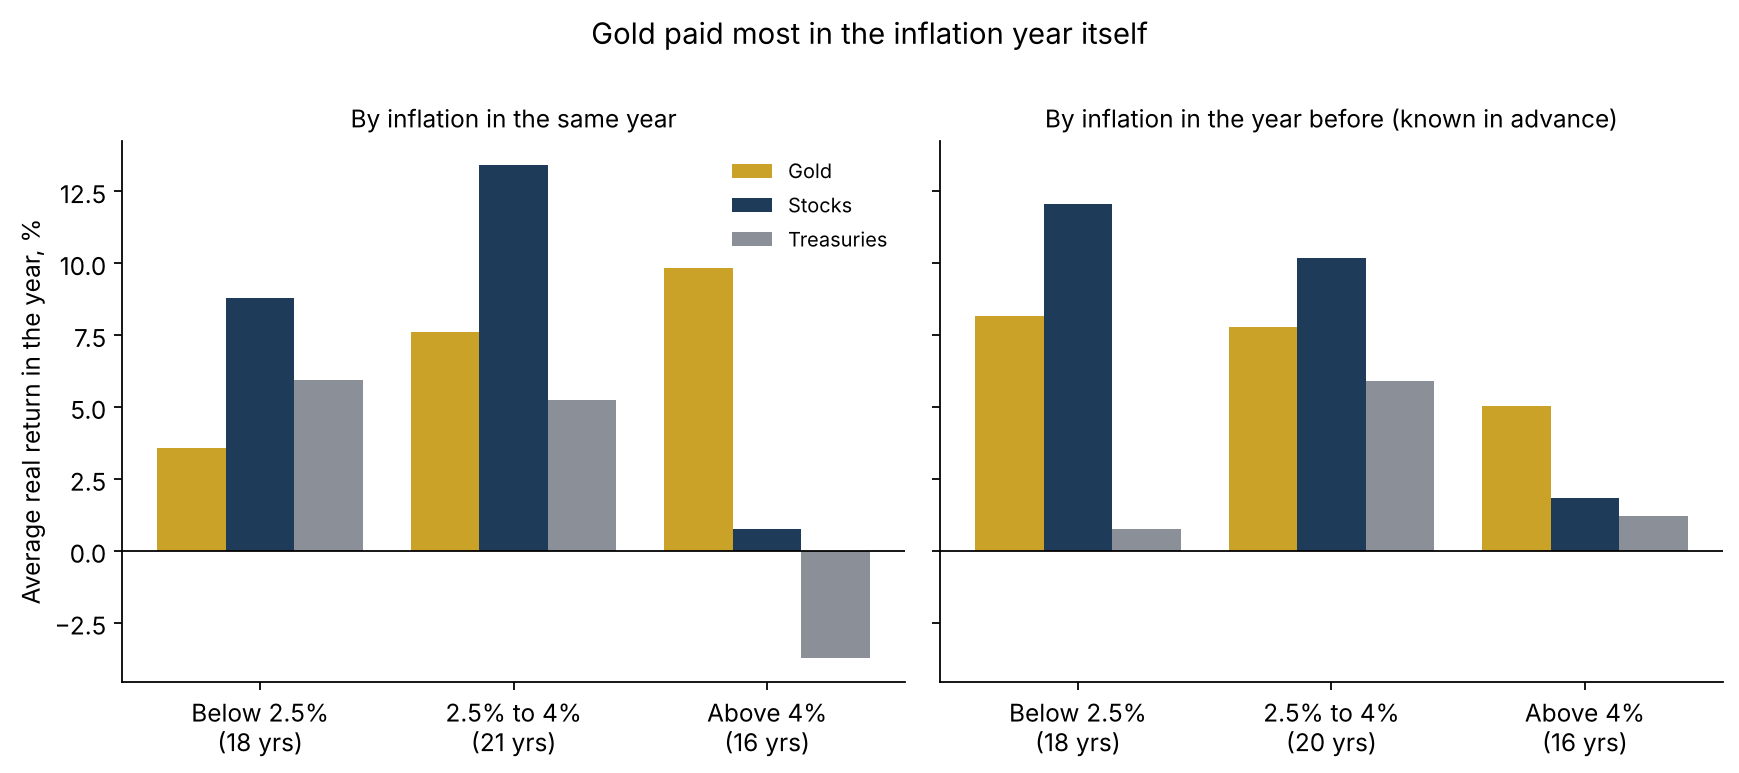 Gold paid most in the inflation year itself
By inflation in the same year
By inflation in the year before (known in advance)
Average real return in the year, %
12.5
10.0
7.5
5.0
2.5
0.0
−2.5
Gold
Stocks
Treasuries
Below 2.5%
(18 yrs)
2.5% to 4%
(21 yrs)
Above 4%
(16 yrs)
Below 2.5%
(18 yrs)
2.5% to 4%
(20 yrs)
Above 4%
(16 yrs)